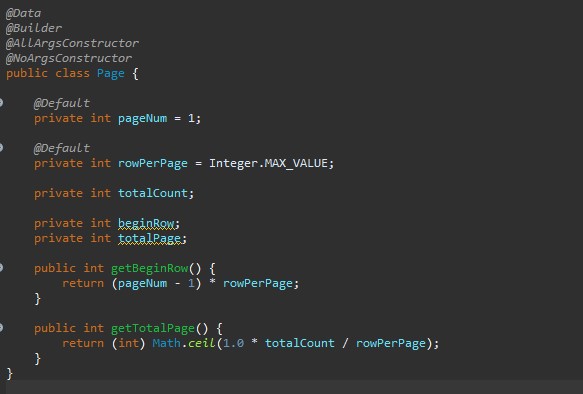 @Data
@Builder
@AllArgsConstructor
@NoArgsConstructor
public class Page {
@Default
private int pageNum = 1;
@Default
private int rowPerPage = Integer.MAX_VALUE;
private int totalCount;
private int beginRow;
private int totalPage;
public int getBeginRow() {
return (pageNum - 1) * rowPerPage;
}
public int getTotalPage() {
return (int) Math.ceil(1.0 * totalCount / rowPerPage);
}
}